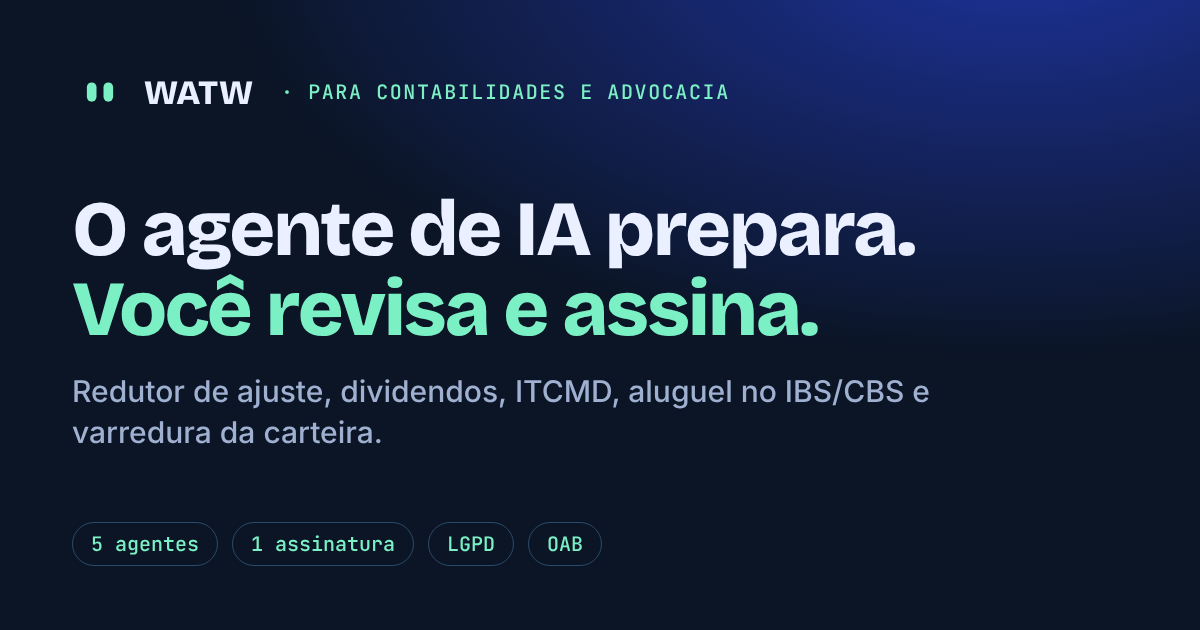 WATW · PARA CONTABILIDADES E ADVOCACIA
O agente de IA prepara.
Você revisa e assina.
Redutor de ajuste, dividendos, ITCMD, aluguel no IBS/CBS e
varredura da carteira.
5 agentes 1 assinatura LGPD OAB